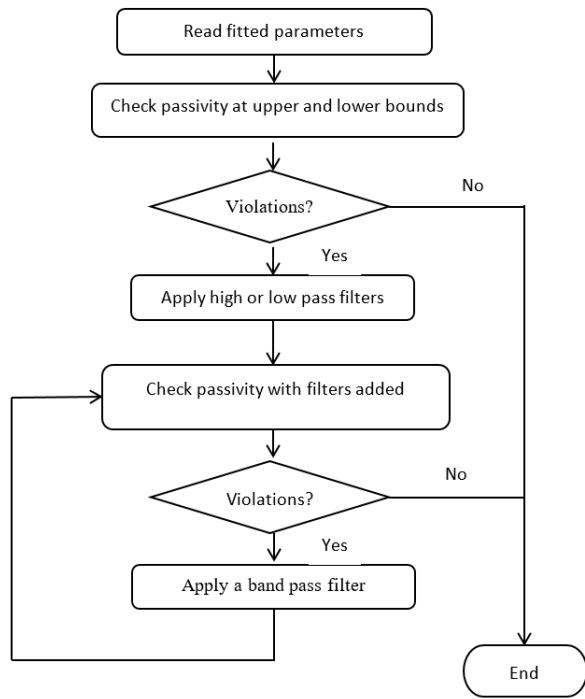 Read fitted parameters
Check passivity at upper and lower bounds
No
Violations?
Yes
Apply high or low pass filters
Check passivity with filters added
No
Violations?
Yes
Apply a band pass filter
End